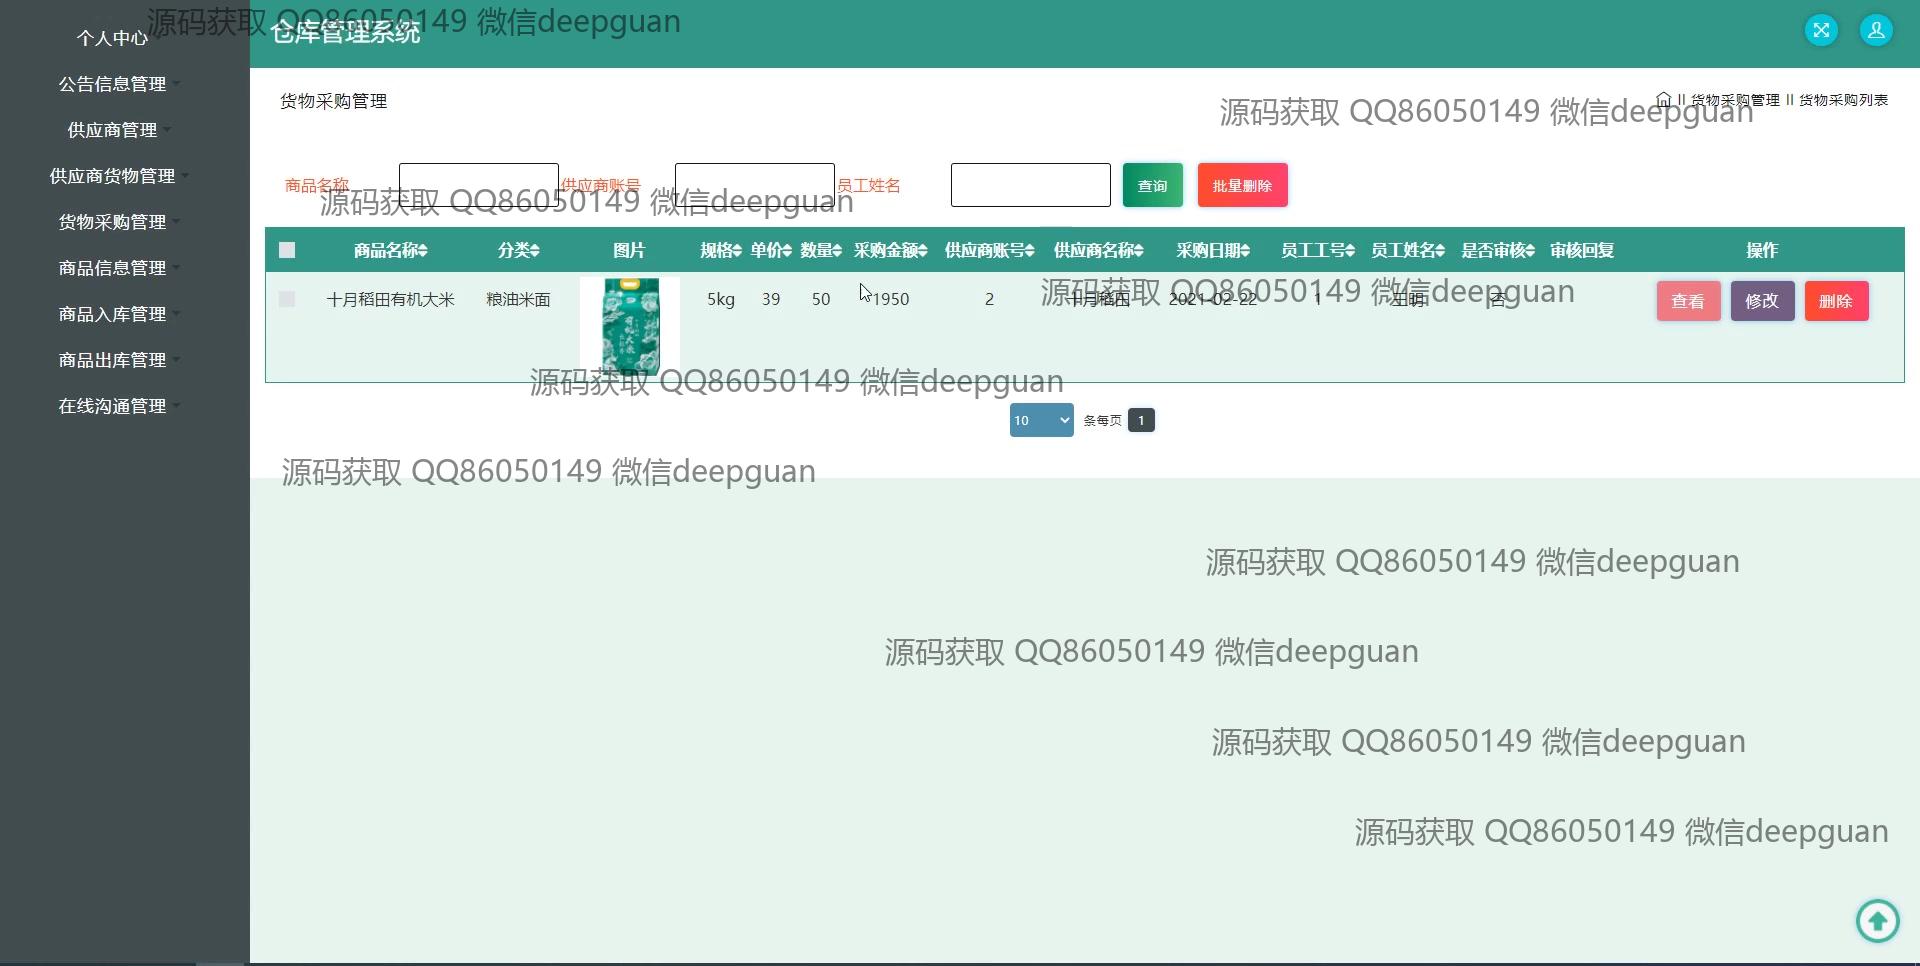 源码获取 QQ86050149 微信deepguan
仓库管理系统
个人中心
公告信息管理
供应商管理
供应商货物管理
货物采购管理
商品信息管理
商品入库管理
商品出库管理
在线沟通管理
货物采购管理
货物采购管理 货物采购列表
源码获取 QQ86050149 微信deepguan
商品名称 供应商账号 员工姓名 查询 批量删除
源码获取 QQ86050149 微信deepguan
商品名称 分类 图片 规格 单价 数量 采购金额 供应商账号 供应商名称 采购日期 员工工号 员工姓名 是否审核 审核回复 操作
十月稻田有机大米 粮油米面 5kg 39 50 1950 2 十月稻田 2021-02-22 1 王明 否 查看 修改 删除
源码获取 QQ86050149 微信deepguan
有机大米
源码获取 QQ86050149 微信deepguan
10 条每页 1
源码获取 QQ86050149 微信deepguan
源码获取 QQ86050149 微信deepguan
源码获取 QQ86050149 微信deepguan
源码获取 QQ86050149 微信deepguan
源码获取 QQ86050149 微信deepguan